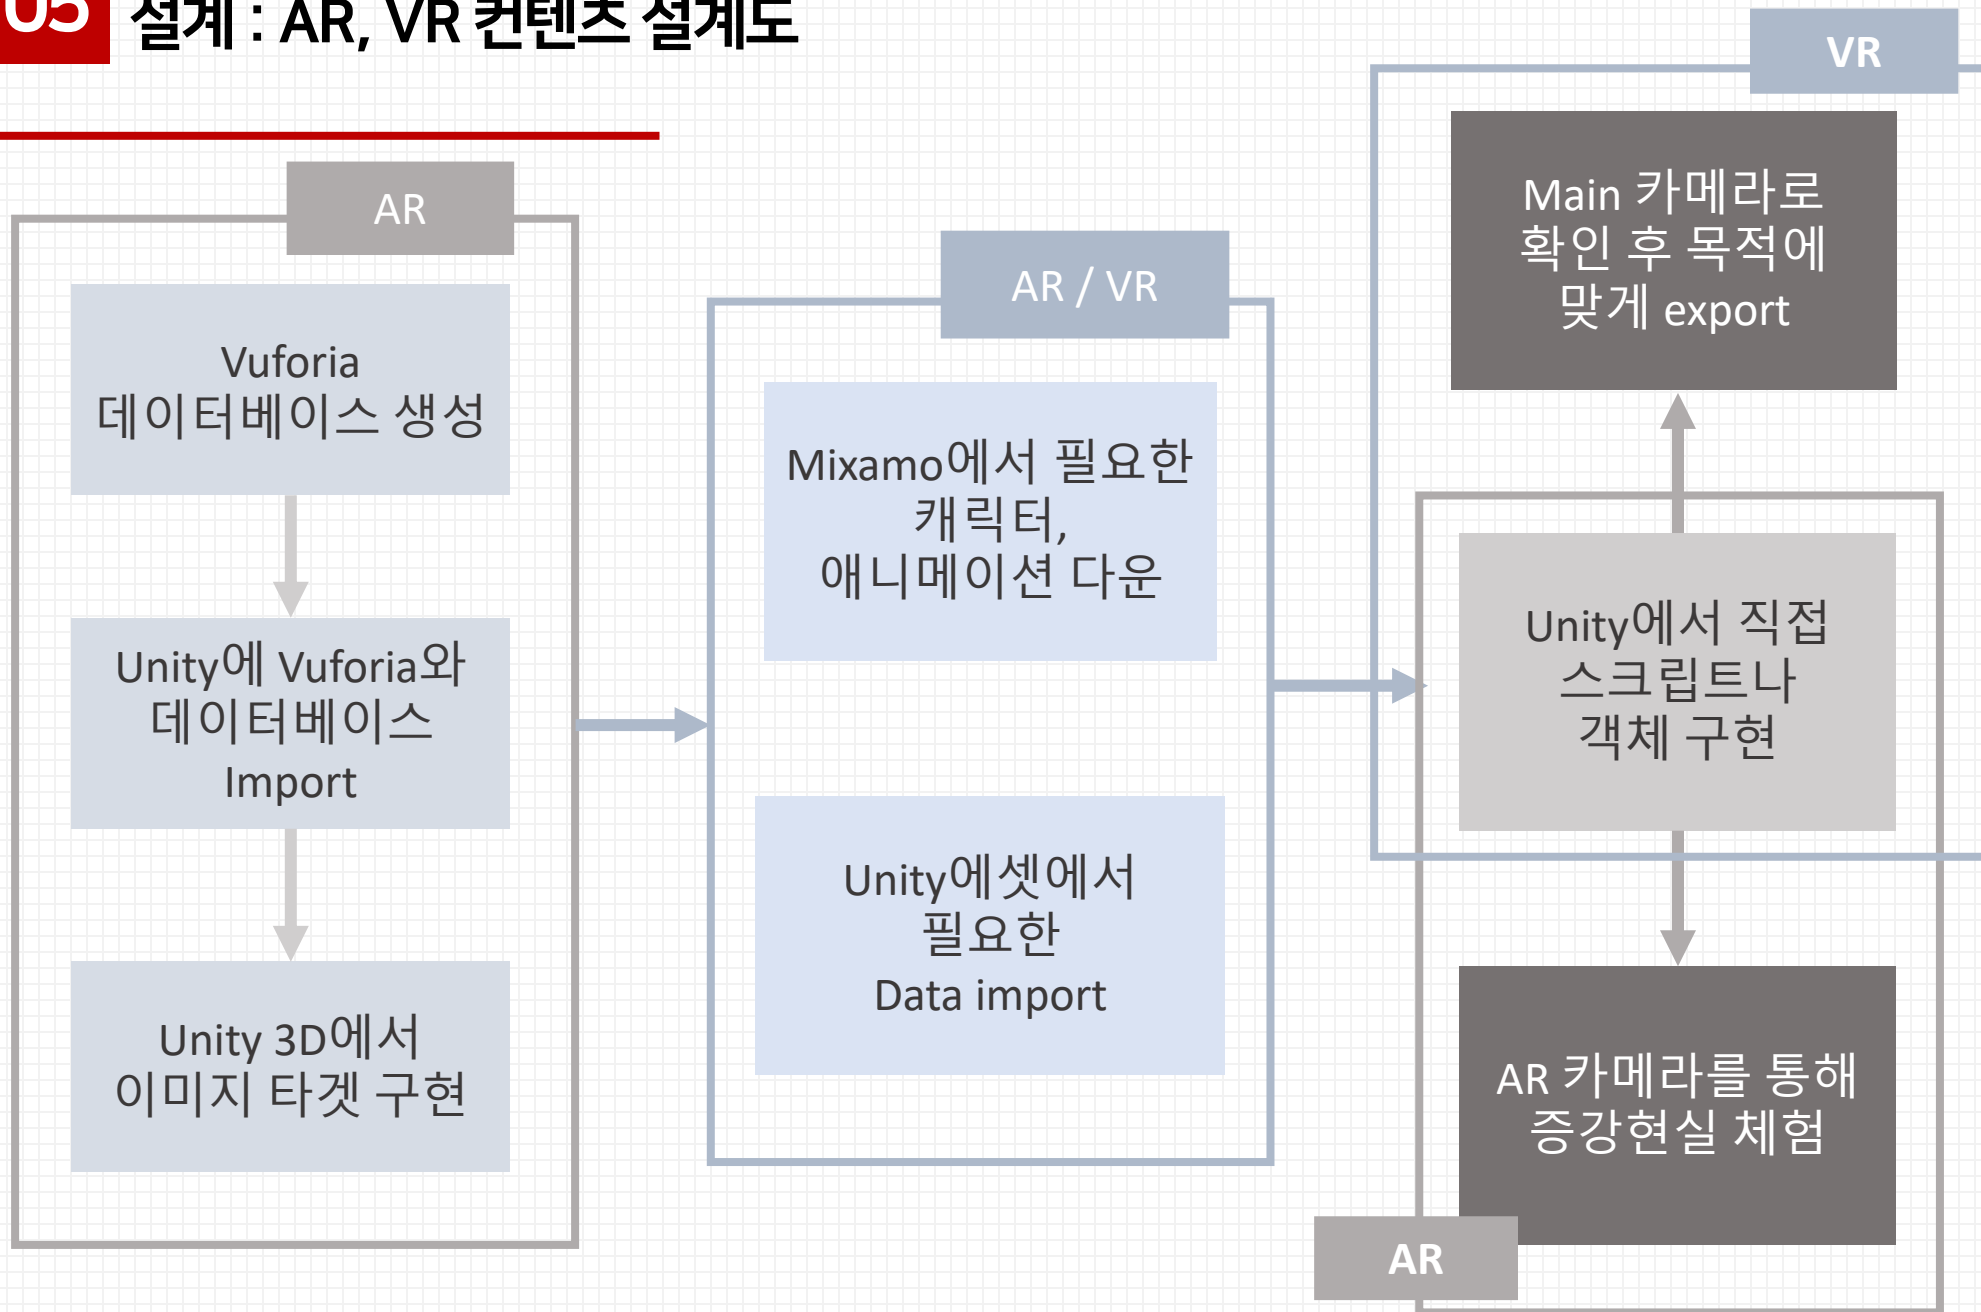 05
설계 : AR, VR 컨텐츠 설계도
AR
Vuforia
데이터베이스 생성
Unity에 Vuforia와
데이터베이스
Import
Unity 3D에서
이미지 타겟 구현
AR / VR
Mixamo에서 필요한
캐릭터,
애니메이션 다운
Unity에셋에서
필요한
Data import
VR
Main 카메라로
확인 후 목적에
맞게 export
Unity에서 직접
스크립트나
객체 구현
AR 카메라를 통해
증강현실 체험
AR